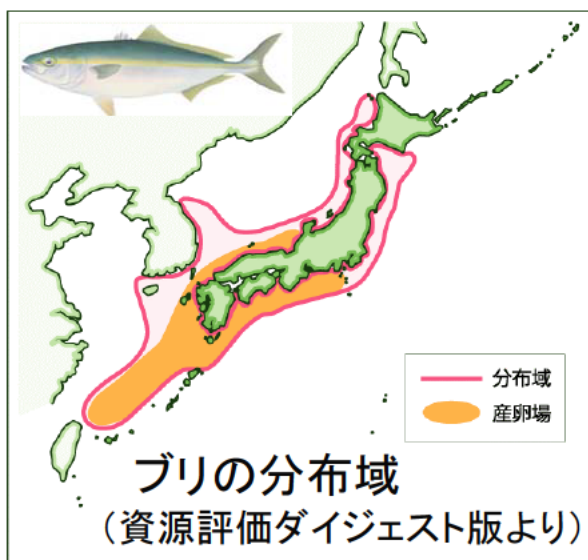 分布域
産卵場
ブリの分布域
（資源評価ダイジェスト版より）